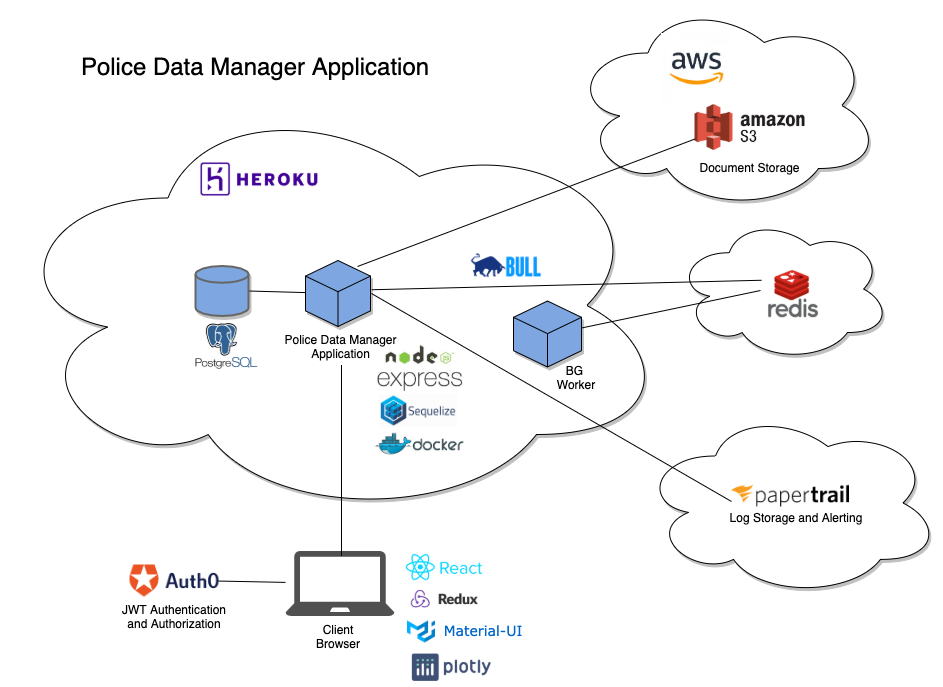 Police Data Manager Application
aws
amazon
S3
Document Storage
HEROKU
BULL
redis
PostgreSQL
Police Data Manager
Application
node
JS
express
Sequelize
docker
BG
Worker
papertrail
Log Storage and Alerting
Auth0
JWT Authentication
and Authorization
Client
Browser
React
Redux
Material-UI
plotly